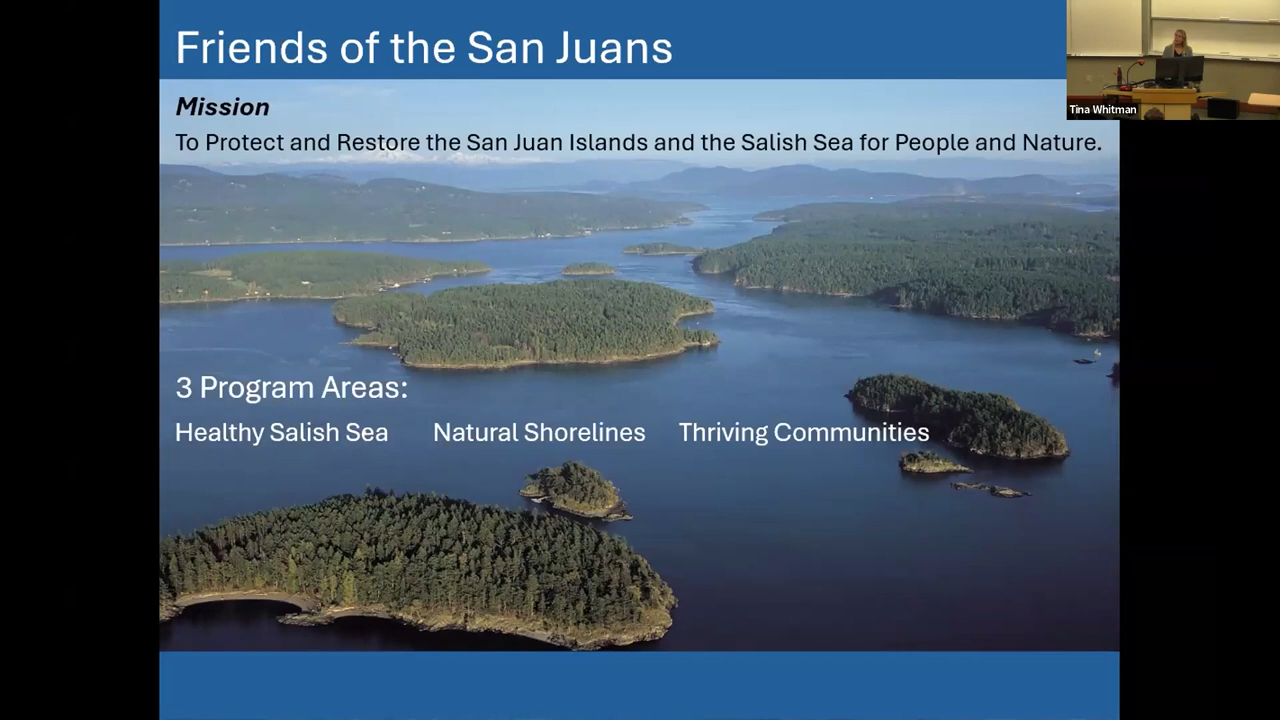 Friends of the San Juans
Mission
To Protect and Restore the San Juan Islands and the Salish Sea for People and Nature.
Tina Whitman
3 Program Areas:
Healthy Salish Sea Natural Shorelines Thriving Communities